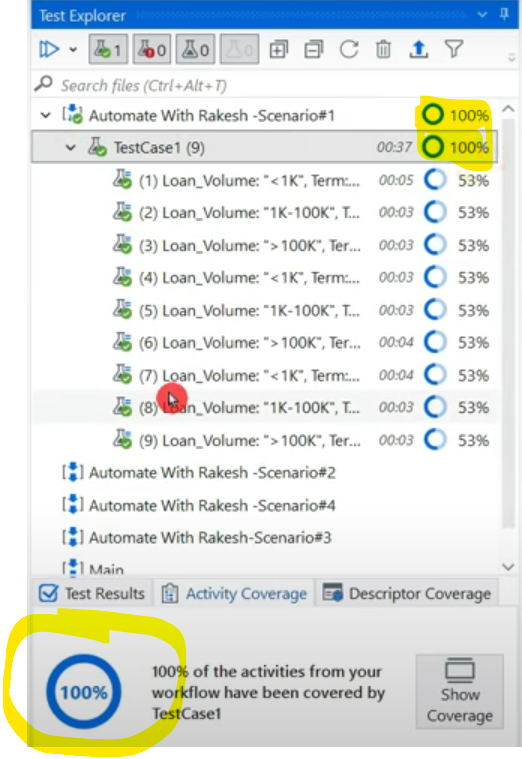 Test Explorer
1 0 0 0
Search files (Ctrl+Alt+T)
Automate With Rakesh -Scenario#1 100%
TestCase1 (9) 00:37 100%
(1) Loan_Volume: "<1K", Term:... 00:05 53%
(2) Loan_Volume: "1K-100K", T... 00:03 53%
(3) Loan_Volume: ">100K", Ter... 00:03 53%
(4) Loan_Volume: "<1K", Term:... 00:03 53%
(5) Loan_Volume: "1K-100K", T... 00:03 53%
(6) Loan_Volume: ">100K", Ter... 00:04 53%
(7) Loan_Volume: "<1K", Term:... 00:04 53%
(8) Loan_Volume: "1K-100K", T... 00:03 53%
(9) Loan_Volume: ">100K", Ter... 00:03 53%
Automate With Rakesh -Scenario#2
Automate With Rakesh -Scenario#4
Automate With Rakesh-Scenario#3
Main
Test Results Activity Coverage Descriptor Coverage
100%
100% of the activities from your
workflow have been covered by
TestCase1
Show
Coverage